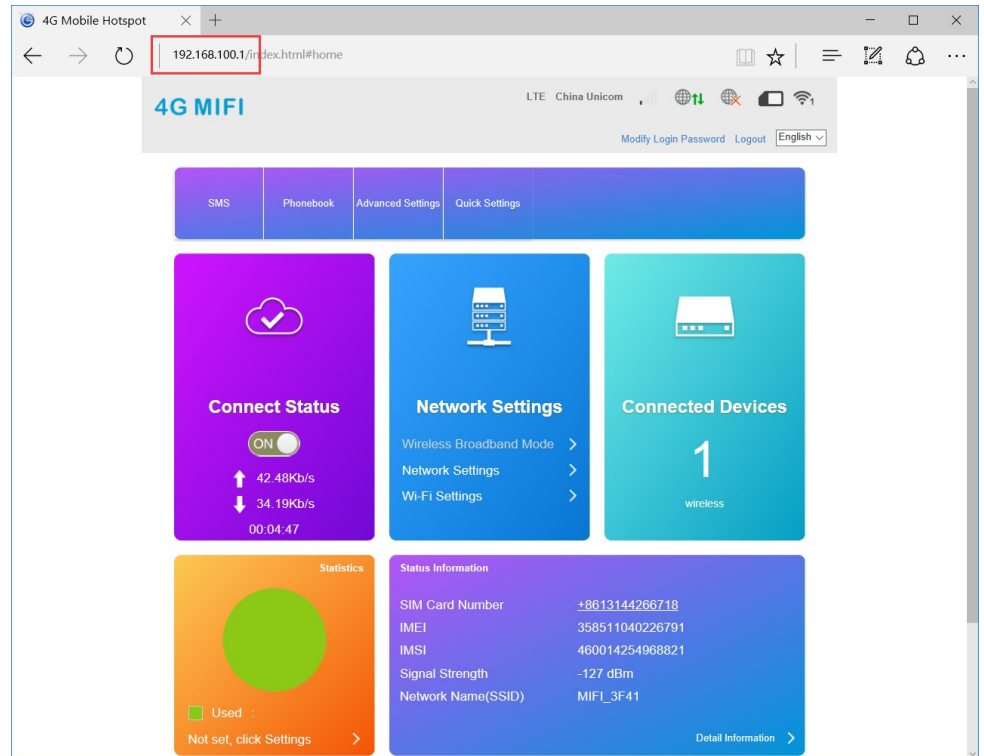 4G Mobile Hotspot
192.168.100.1/index.html#home
4G MIFI
LTE China Unicom
1
Modify Login Password Logout English
SMS Phonebook Advanced Settings Quick Settings
Connect Status
ON
42.48Kb/s
34.19Kb/s
00:04:47
Network Settings
Wireless Broadband Mode
Network Settings
Wi-Fi Settings
Connected Devices
1
wireless
Statistics
Used :
Not set, click Settings
Status Information
SIM Card Number +8613144266718
IMEI 358511040226791
IMSI 460014254968821
Signal Strength -127 dBm
Network Name(SSID) MIFI_3F41
Detail Information